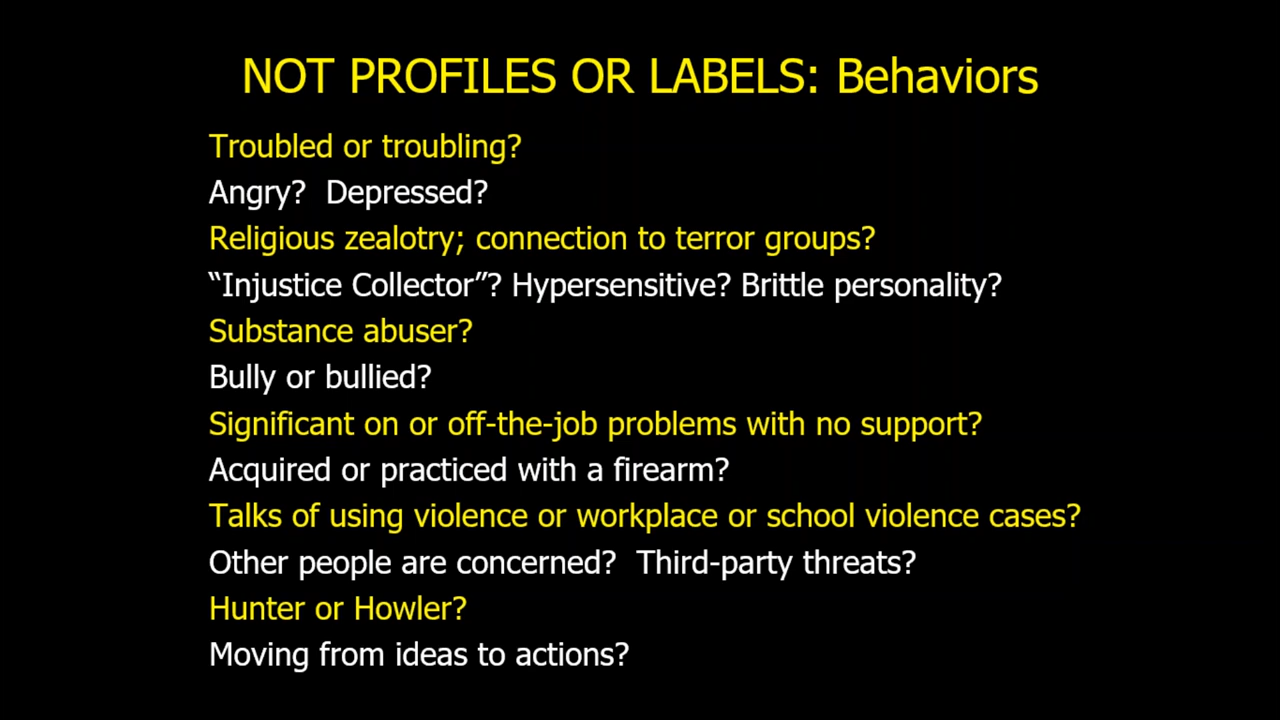 NOT PROFILES OR LABELS: Behaviors
Troubled or troubling?
Angry?  Depressed?
Religious zealotry; connection to terror groups?
“Injustice Collector”? Hypersensitive? Brittle personality?
Substance abuser?
Bully or bullied?
Significant on or off-the-job problems with no support?
Acquired or practiced with a firearm?
Talks of using violence or workplace or school violence cases?
Other people are concerned?  Third-party threats?
Hunter or Howler?
Moving from ideas to actions?